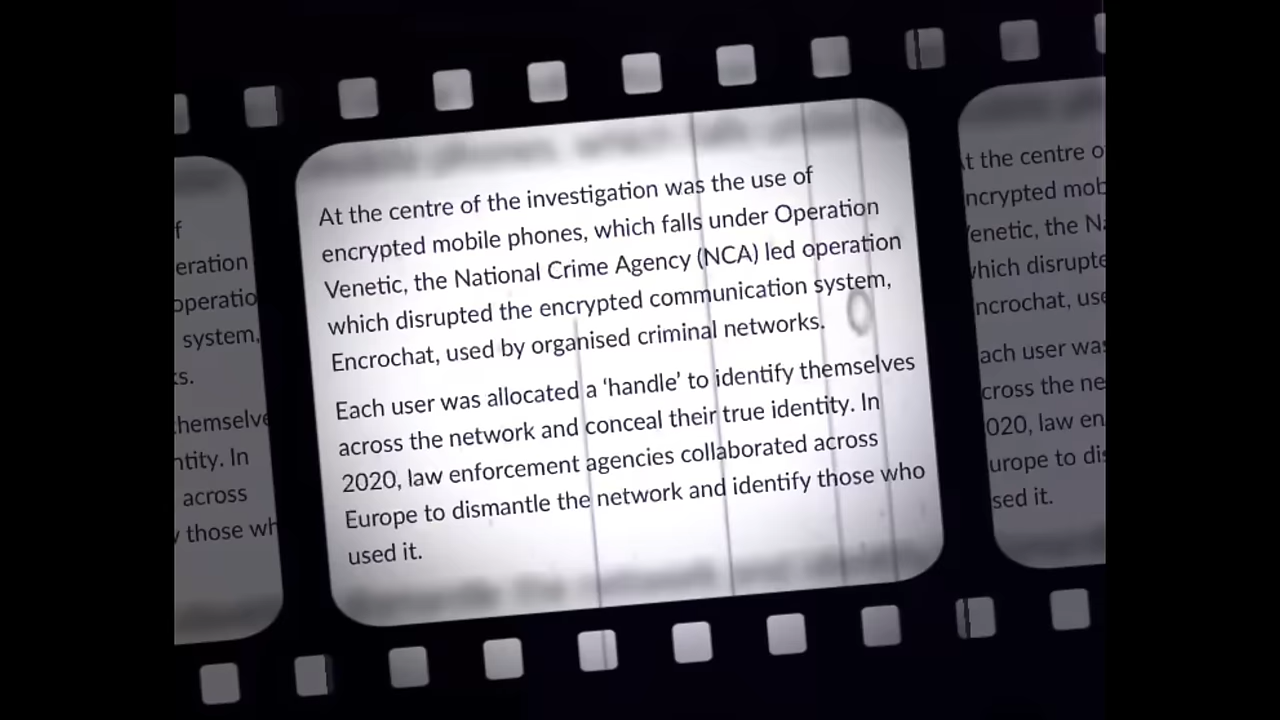 At the centre of the investigation was the use of
encrypted mobile phones, which falls under Operation
Venetic, the National Crime Agency (NCA) led operation
which disrupted the encrypted communication system,
Encrochat, used by organised criminal networks.
Each user was allocated a ‘handle’ to identify themselves
across the network and conceal their true identity. In
2020, law enforcement agencies collaborated across
Europe to dismantle the network and identify those who
used it.